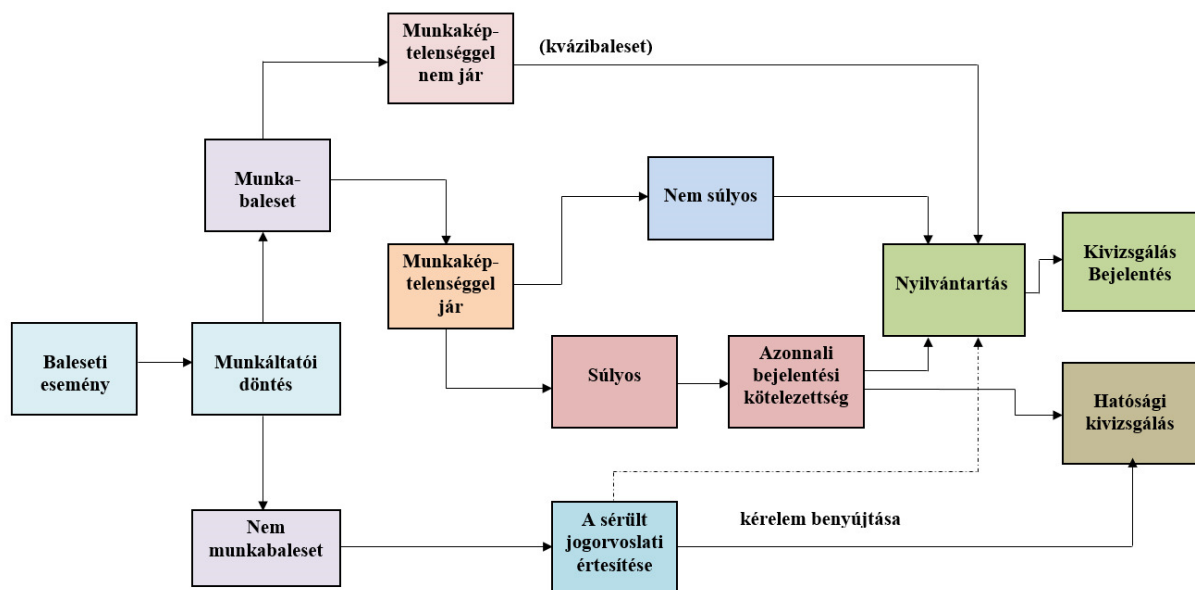 Munkakép-
telenséggel
nem jár
(kvázibaleset)
Munka-
baleset
Nem súlyos
Munkakép-
telenséggel
jár
Nyilvántartás
Kivizsgálás
Bejelentés
Baleseti
esemény
Munkáltatói
döntés
Súlyos
Azonnali
bejelentési
kötelezettség
Hatósági
kivizsgálás
Nem
munkabaleset
A sérült
jogorvoslati
értesítése
kérelem benyújtása